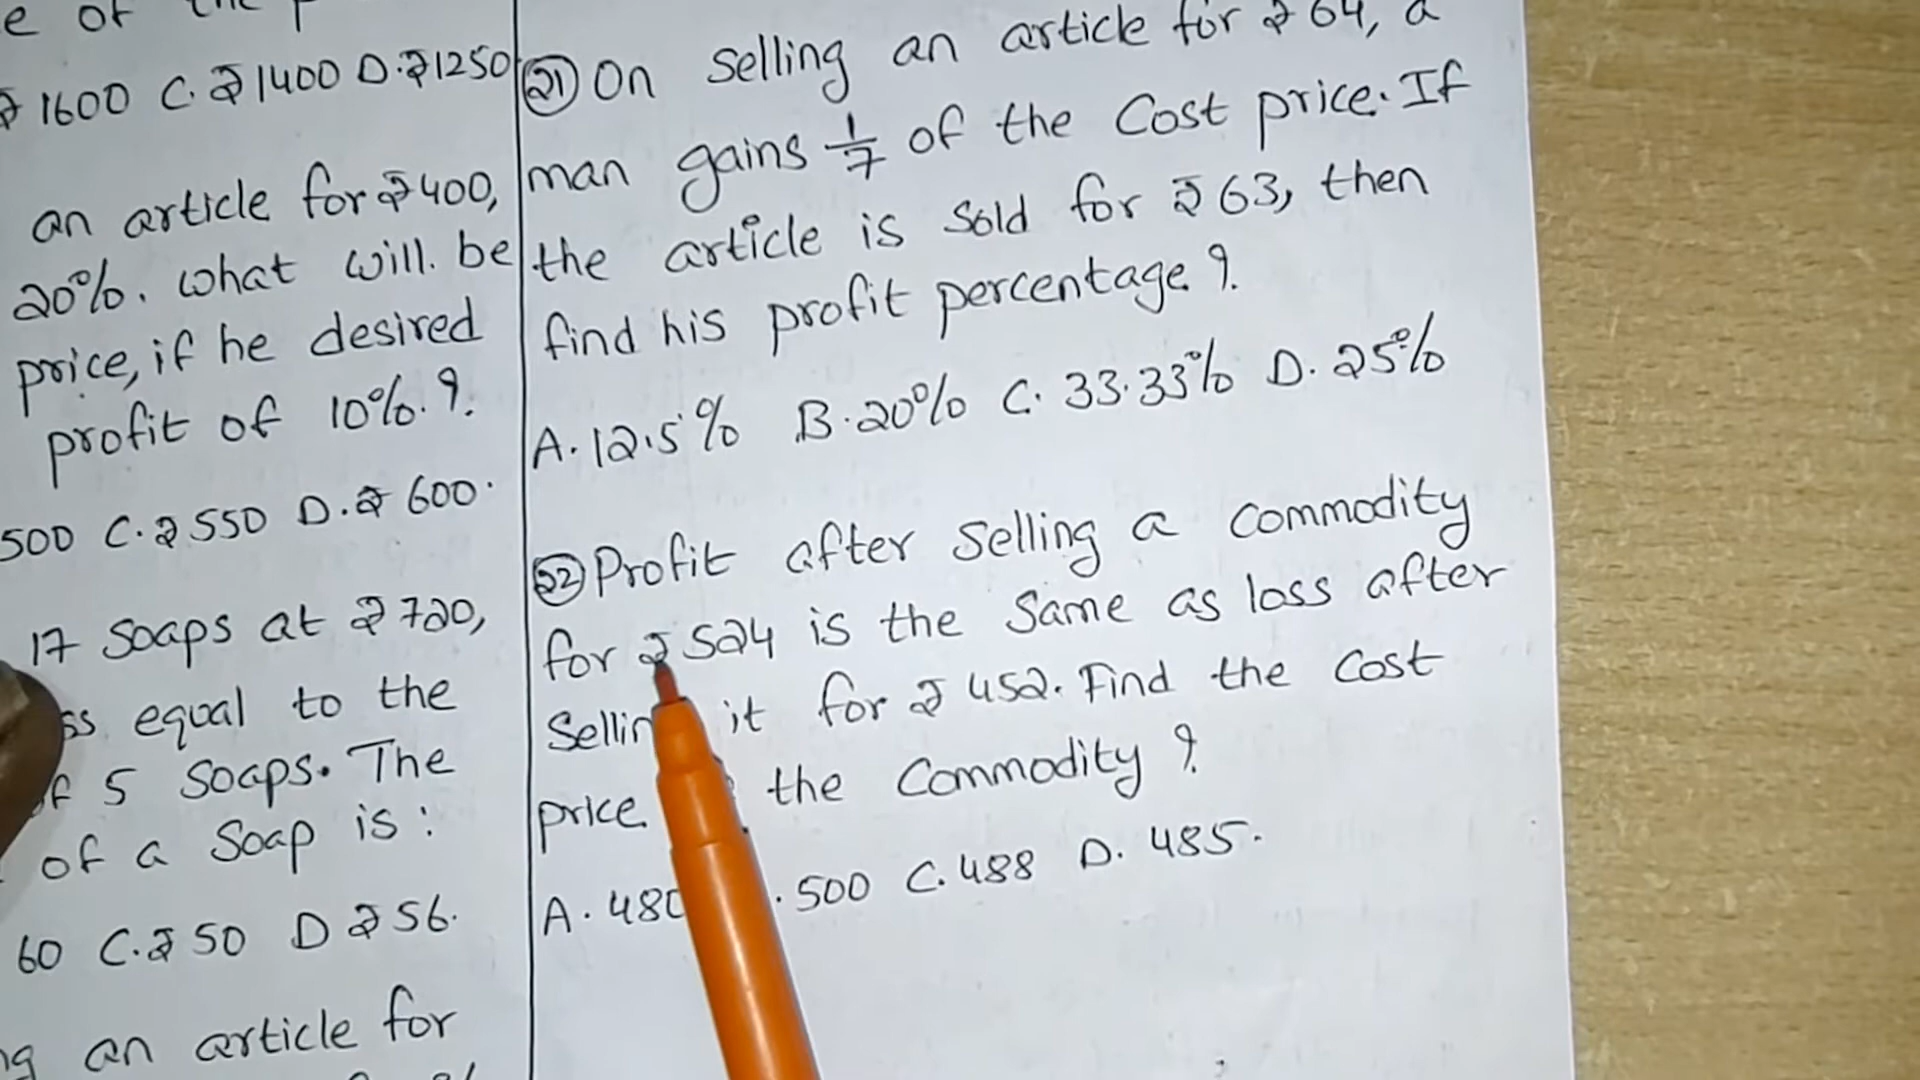 e of the
₹ 1600 C. ₹ 1400 D. ₹1250
an article for ₹400,
20%. What will be
price, if he desired
profit of 10%.?
500 C. ₹ 550 D. ₹ 600.
17 Soaps at ₹ 720,
ss equal to the
of 5 Soaps. The
of a Soap is :
60 C. ₹ 50 D ₹ 56.
an article for
21 On selling an article for ₹ 64, a
man gains 1/7 of the Cost price. If
the article is sold for ₹ 63, then
find his profit percentage ?.
A. 12.5% B. 20% C. 33.33% D. 25%
22 Profit after selling a commodity
for ₹ 524 is the same as loss after
Sellin it for ₹ 452. Find the cost
price the Commodity ?
A. 480 . 500 C. 488 D. 485.